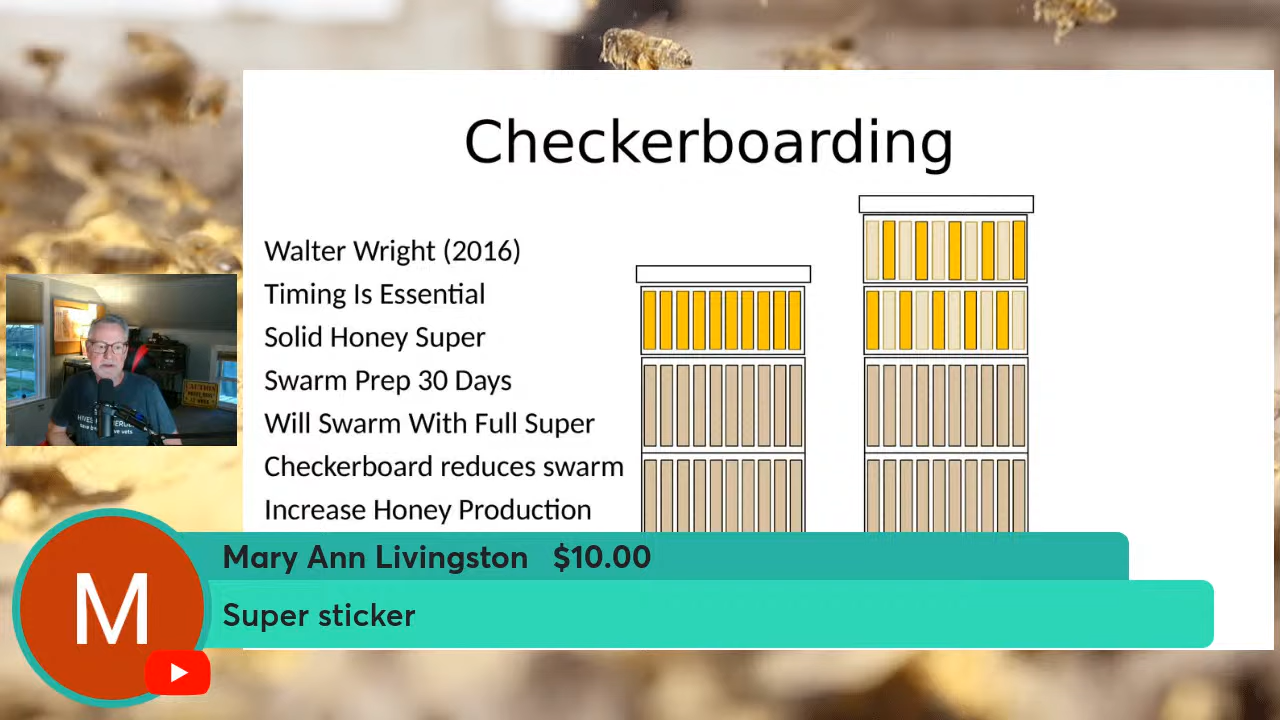 Checkerboarding
Walter Wright (2016)
Timing Is Essential
Solid Honey Super
Swarm Prep 30 Days
Will Swarm With Full Super
Checkerboard reduces swarm
Increase Honey Production
CAUTION
Mary Ann Livingston $10.00
Super sticker
M